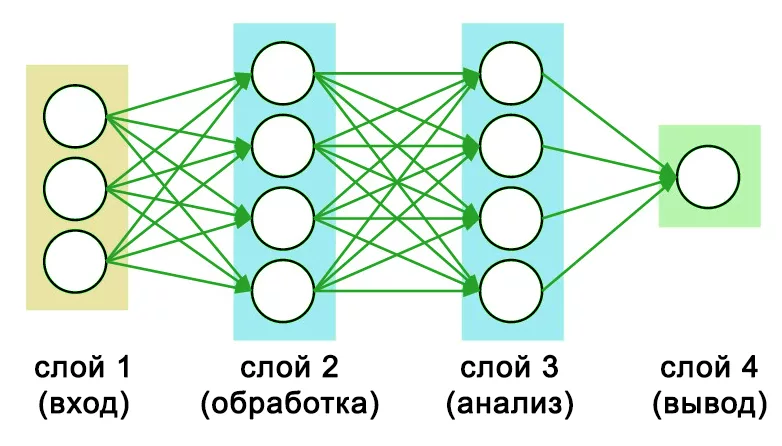 слой 1
(вход)
слой 2
(обработка)
слой 3
(анализ)
слой 4
(вывод)